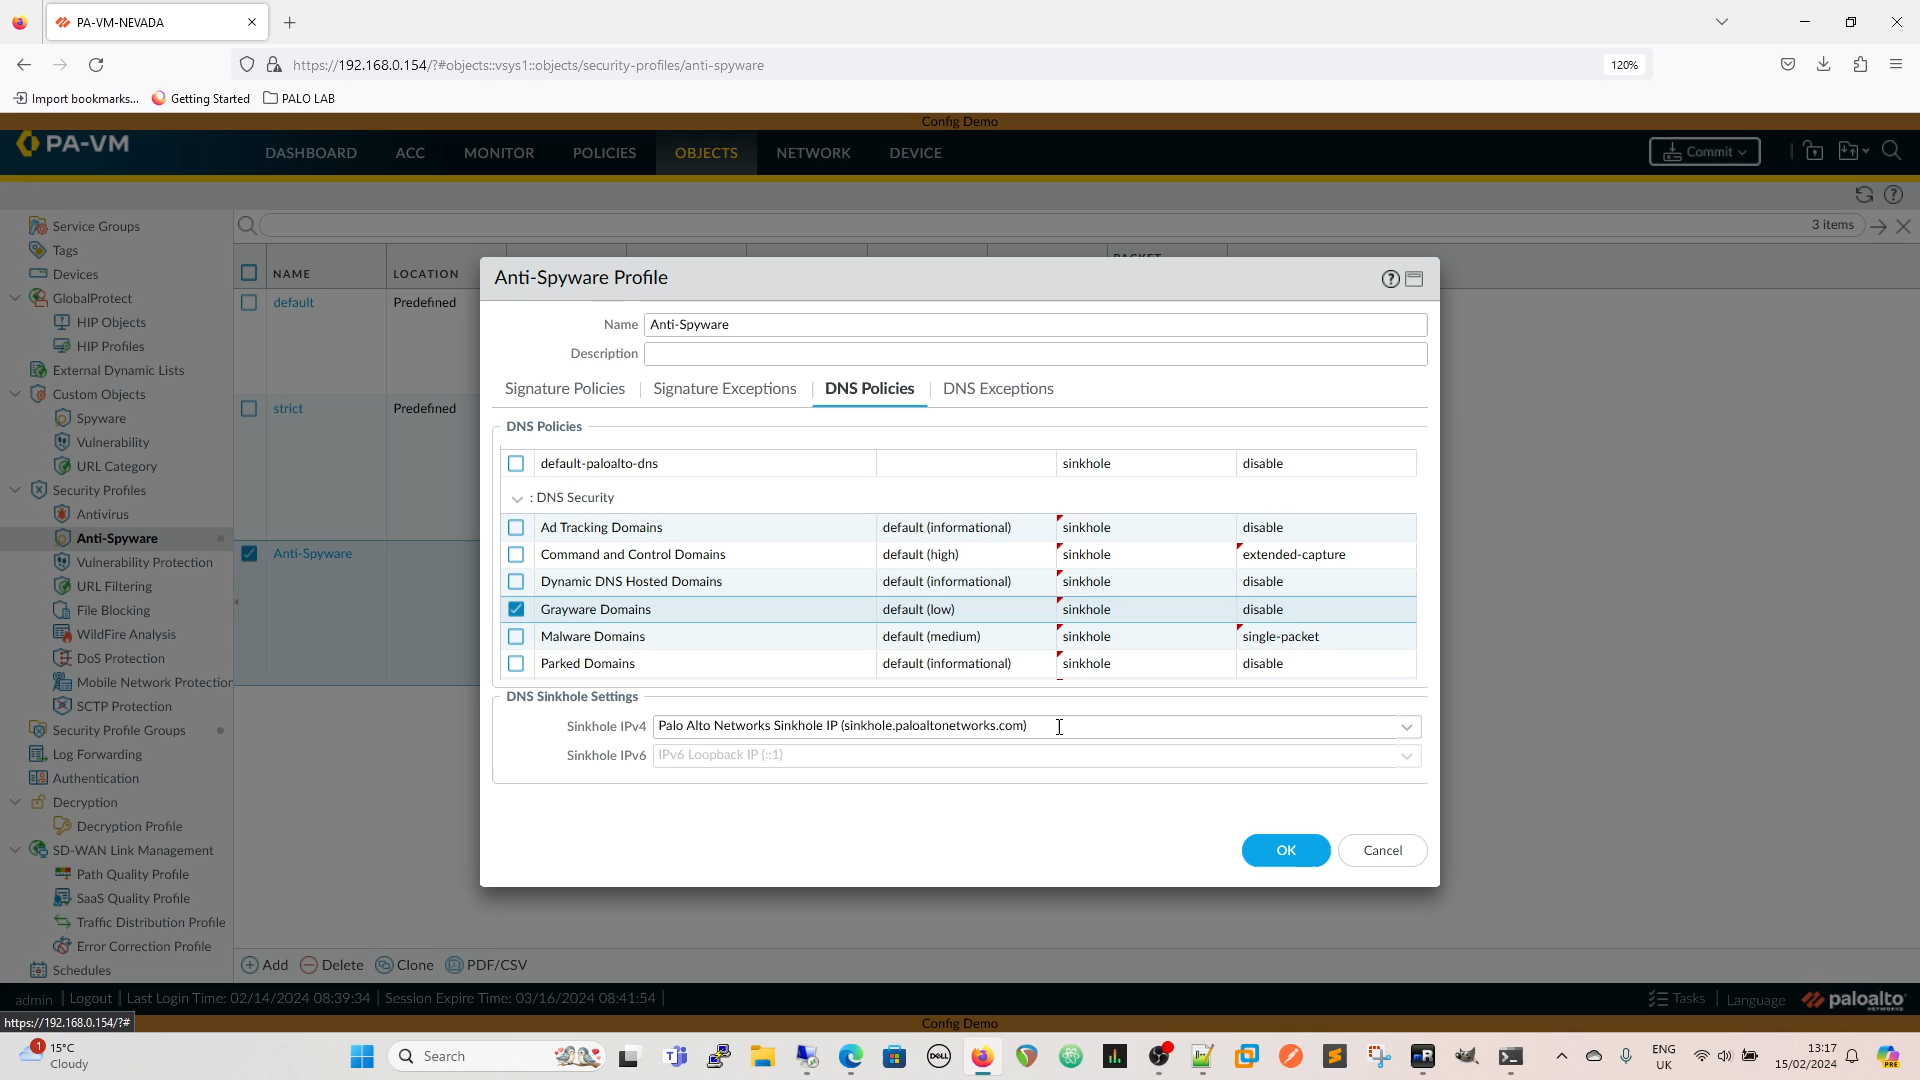 PA-VM-NEVADA
https://192.168.0.154/?#objects::vsys1::objects/security-profiles/anti-spyware
120%
Import bookmarks...
Getting Started
PALO LAB
Config Demo
PA-VM
DASHBOARD
ACC
MONITOR
POLICIES
OBJECTS
NETWORK
DEVICE
Commit
Service Groups
Tags
Devices
GlobalProtect
HIP Objects
HIP Profiles
External Dynamic Lists
Custom Objects
Spyware
Vulnerability
URL Category
Security Profiles
Antivirus
Anti-Spyware
Vulnerability Protection
URL Filtering
File Blocking
WildFire Analysis
DoS Protection
Mobile Network Protection
SCTP Protection
Security Profile Groups
Log Forwarding
Authentication
Decryption
Decryption Profile
SD-WAN Link Management
Path Quality Profile
SaaS Quality Profile
Traffic Distribution Profile
Error Correction Profile
Schedules
3 items
NAME
LOCATION
PACKET
default
Predefined
strict
Predefined
Anti-Spyware
Anti-Spyware Profile
Name
Anti-Spyware
Description
Signature Policies
Signature Exceptions
DNS Policies
DNS Exceptions
DNS Policies
default-paloalto-dns sinkhole disable
: DNS Security
Ad Tracking Domains default (informational) sinkhole disable
Command and Control Domains default (high) sinkhole extended-capture
Dynamic DNS Hosted Domains default (informational) sinkhole disable
Grayware Domains default (low) sinkhole disable
Malware Domains default (medium) sinkhole single-packet
Parked Domains default (informational) sinkhole disable
DNS Sinkhole Settings
Sinkhole IPv4 Palo Alto Networks Sinkhole IP (sinkhole.paloaltonetworks.com)
Sinkhole IPv6 IPv6 Loopback IP (::1)
OK
Cancel
Add
Delete
Clone
PDF/CSV
admin | Logout | Last Login Time: 02/14/2024 08:39:34 | Session Expire Time: 03/16/2024 08:41:54 |
Tasks | Language
paloalto
NETWORKS
https://192.168.0.154/?#
Config Demo
1
15°C
Cloudy
Search
DELL
ENG
UK
13:17
15/02/2024
PRE